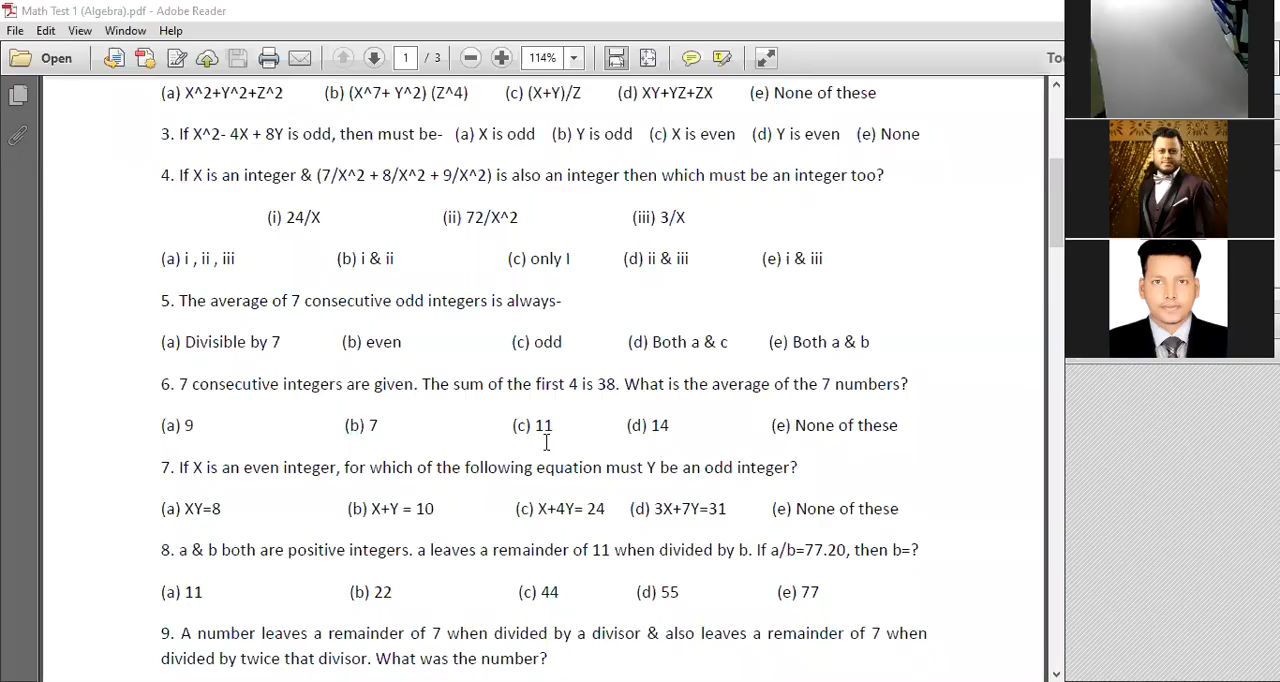 Math Test 1 (Algebra).pdf - Adobe Reader
File Edit View Window Help
Open 1 / 3 114%
(a) X^2+Y^2+Z^2 (b) (X^7+ Y^2) (Z^4) (c) (X+Y)/Z (d) XY+YZ+ZX (e) None of these
3. If X^2- 4X + 8Y is odd, then must be- (a) X is odd (b) Y is odd (c) X is even (d) Y is even (e) None
4. If X is an integer & (7/X^2 + 8/X^2 + 9/X^2) is also an integer then which must be an integer too?
(i) 24/X (ii) 72/X^2 (iii) 3/X
(a) i , ii , iii (b) i & ii (c) only I (d) ii & iii (e) i & iii
5. The average of 7 consecutive odd integers is always-
(a) Divisible by 7 (b) even (c) odd (d) Both a & c (e) Both a & b
6. 7 consecutive integers are given. The sum of the first 4 is 38. What is the average of the 7 numbers?
(a) 9 (b) 7 (c) 11 (d) 14 (e) None of these
7. If X is an even integer, for which of the following equation must Y be an odd integer?
(a) XY=8 (b) X+Y = 10 (c) X+4Y= 24 (d) 3X+7Y=31 (e) None of these
8. a & b both are positive integers. a leaves a remainder of 11 when divided by b. If a/b=77.20, then b=?
(a) 11 (b) 22 (c) 44 (d) 55 (e) 77
9. A number leaves a remainder of 7 when divided by a divisor & also leaves a remainder of 7 when
divided by twice that divisor. What was the number?